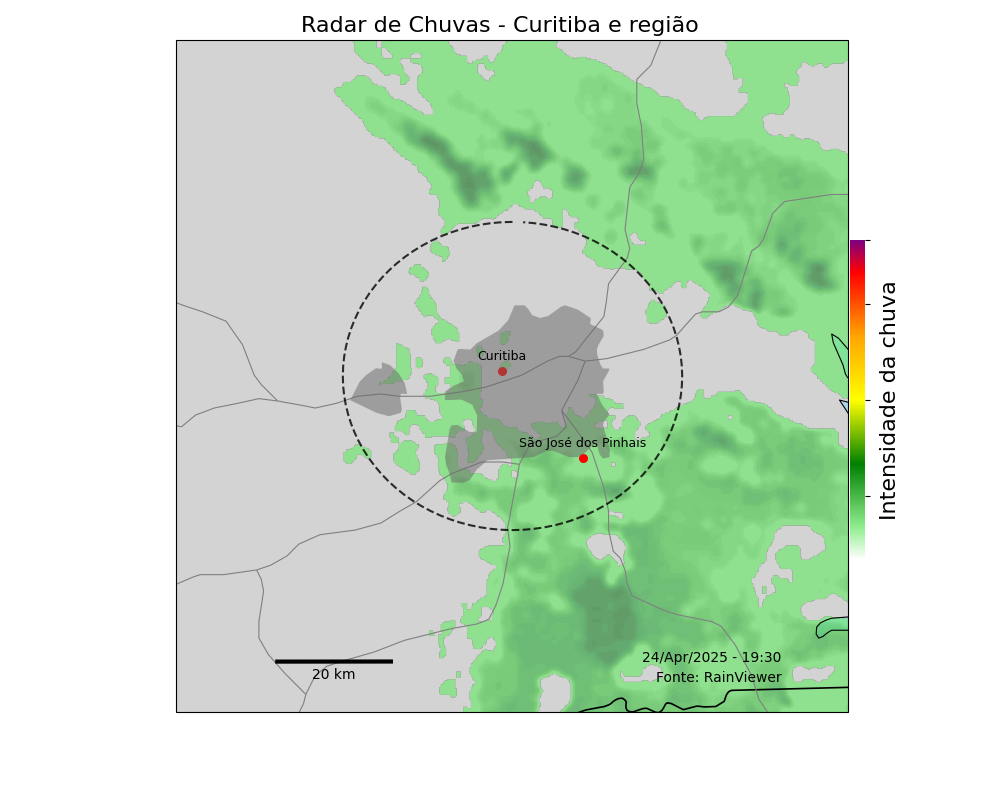 Radar de Chuvas - Curitiba e região
Curitiba
São José dos Pinhais
Intensidade da chuva
20 km
24/Apr/2025 - 19:30
Fonte: RainViewer